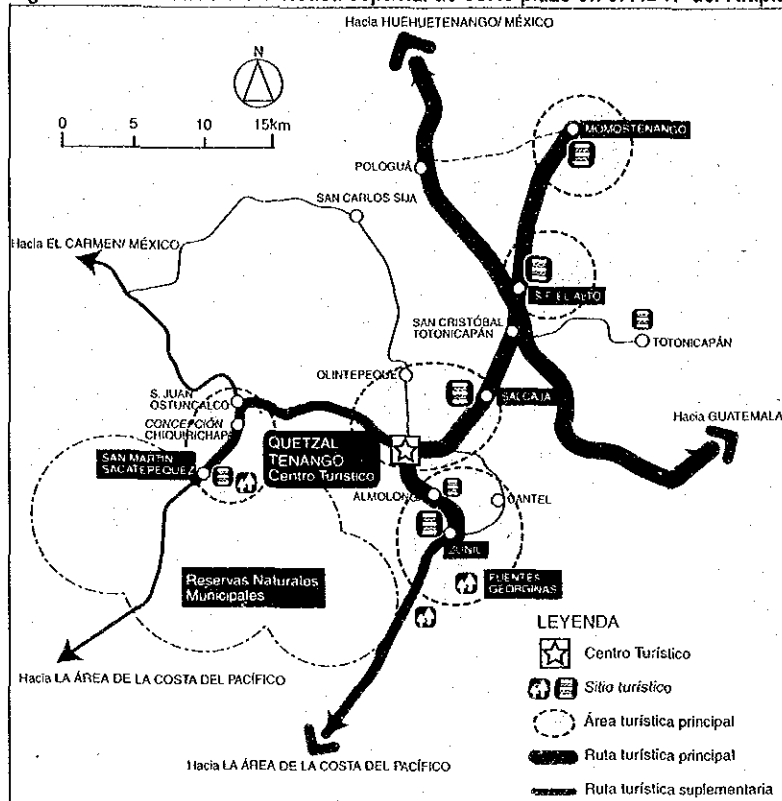 Hacia HUEHUETENANGO/ MÉXICO
N
0 5 10 15km
MOMOSTENANGO
POLOGUÁ
SAN CARLOS SIJA
Hacia EL CARMEN/ MÉXICO
S.F. EL ALTO
SAN CRISTÓBAL
TOTONICAPÁN
TOTONICAPÁN
OLINTEPEQUE
S. JUAN
OSTUNCALCO
SALCAJA
CONCEPCIÓN
CHIQUIRICHAPA
Hacia GUATEMALA
QUETZAL
TENANGO
Centro Turístico
SAN MARTIN
SACATEPEQUEZ
ALMOLONGA
CANTEL
ZUNIL
Reservas Naturales
Municipales
FUENTES
GEORGINAS
LEYENDA
Centro Turístico
Sitio turístico
Hacia LA ÁREA DE LA COSTA DEL PACÍFICO
Área turística principal
Ruta turística principal
Hacia LA ÁREA DE LA COSTA DEL PACÍFICO
Ruta turística suplementaria